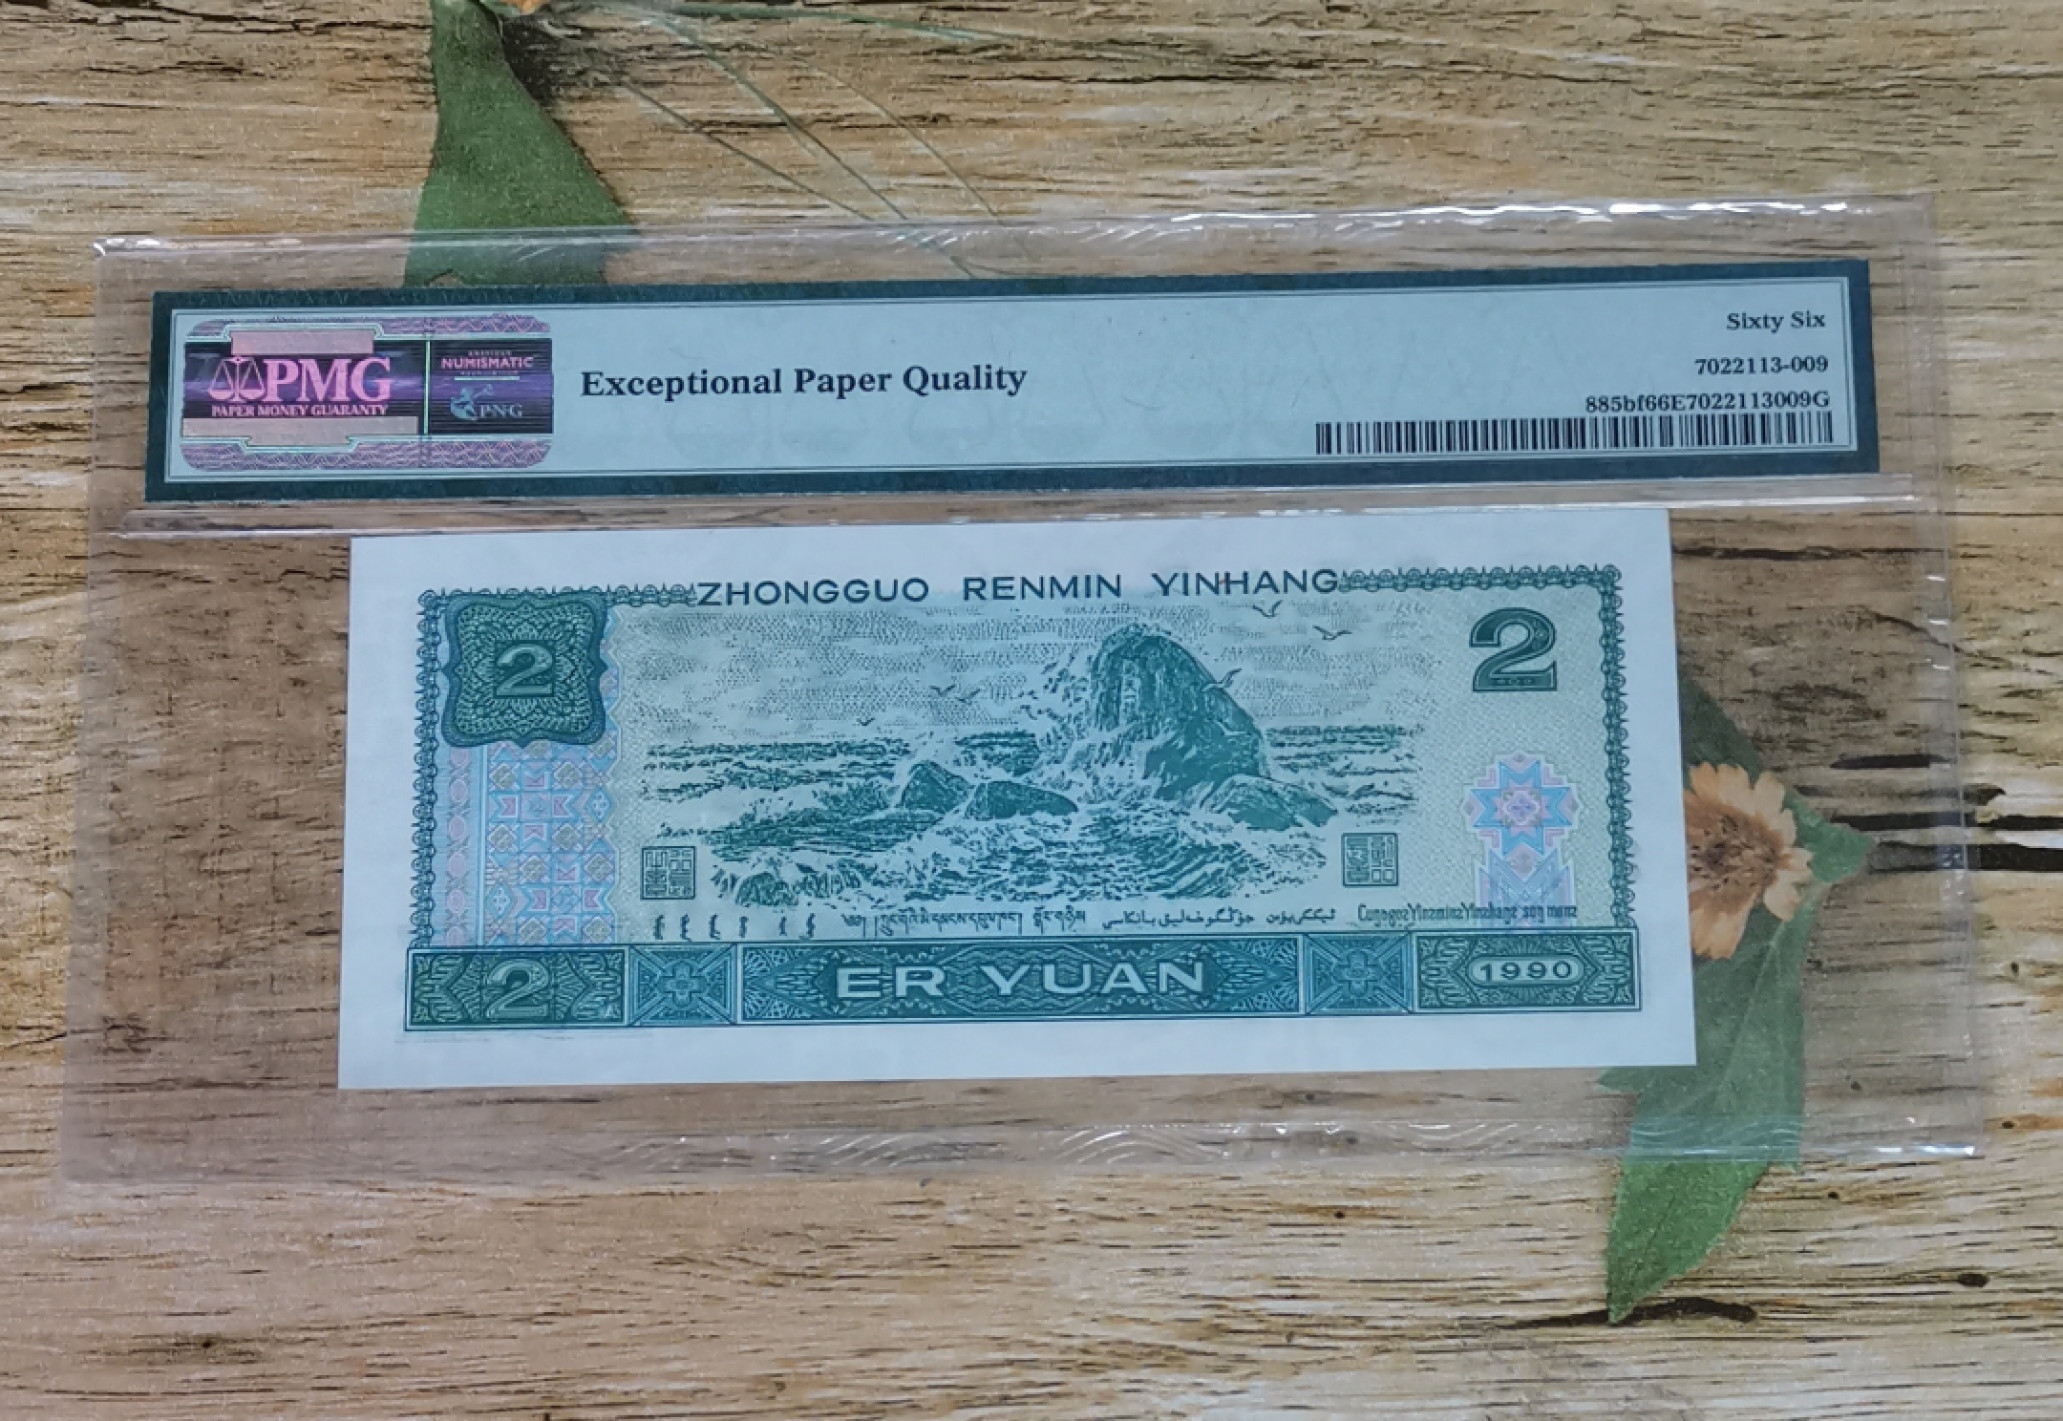 Sixty Six
PMG
PAPER MONEY GUARANTY
NUMISMATIC
PNG
Exceptional Paper Quality
7022113-009
885bf66E7022113009G
ZHONGGUO RENMIN YINHANG
2
2
2
ER YUAN
1990